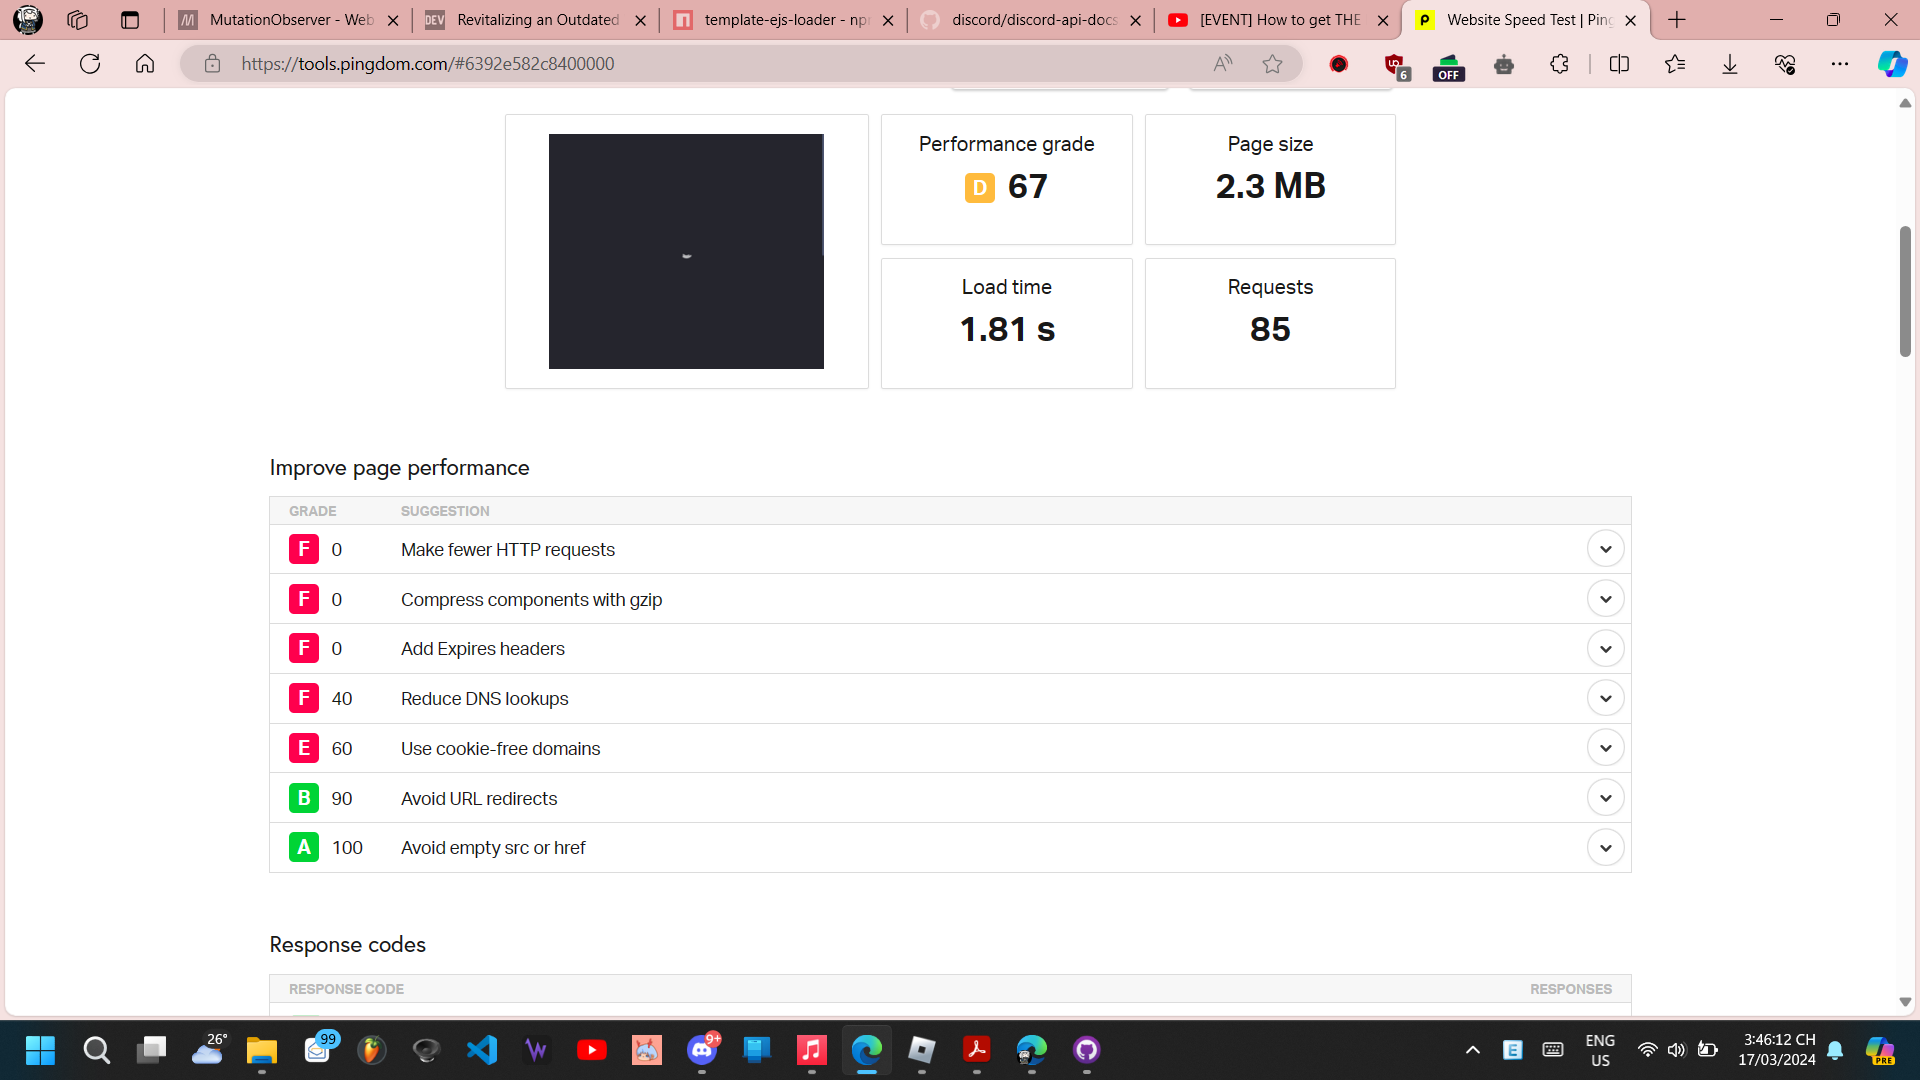 MutationObserver - Web
DEV Revitalizing an Outdated
template-ejs-loader - npm
discord/discord-api-docs
[EVENT] How to get THE
Website Speed Test | Ping
https://tools.pingdom.com/#6392e582c8400000
6
OFF
Performance grade
D 67
Page size
2.3 MB
Load time
1.81 s
Requests
85
Improve page performance
GRADE SUGGESTION
F 0 Make fewer HTTP requests
F 0 Compress components with gzip
F 0 Add Expires headers
F 40 Reduce DNS lookups
E 60 Use cookie-free domains
B 90 Avoid URL redirects
A 100 Avoid empty src or href
Response codes
RESPONSE CODE RESPONSES
26°
99
9+
ENG
US
3:46:12 CH
17/03/2024
PRE